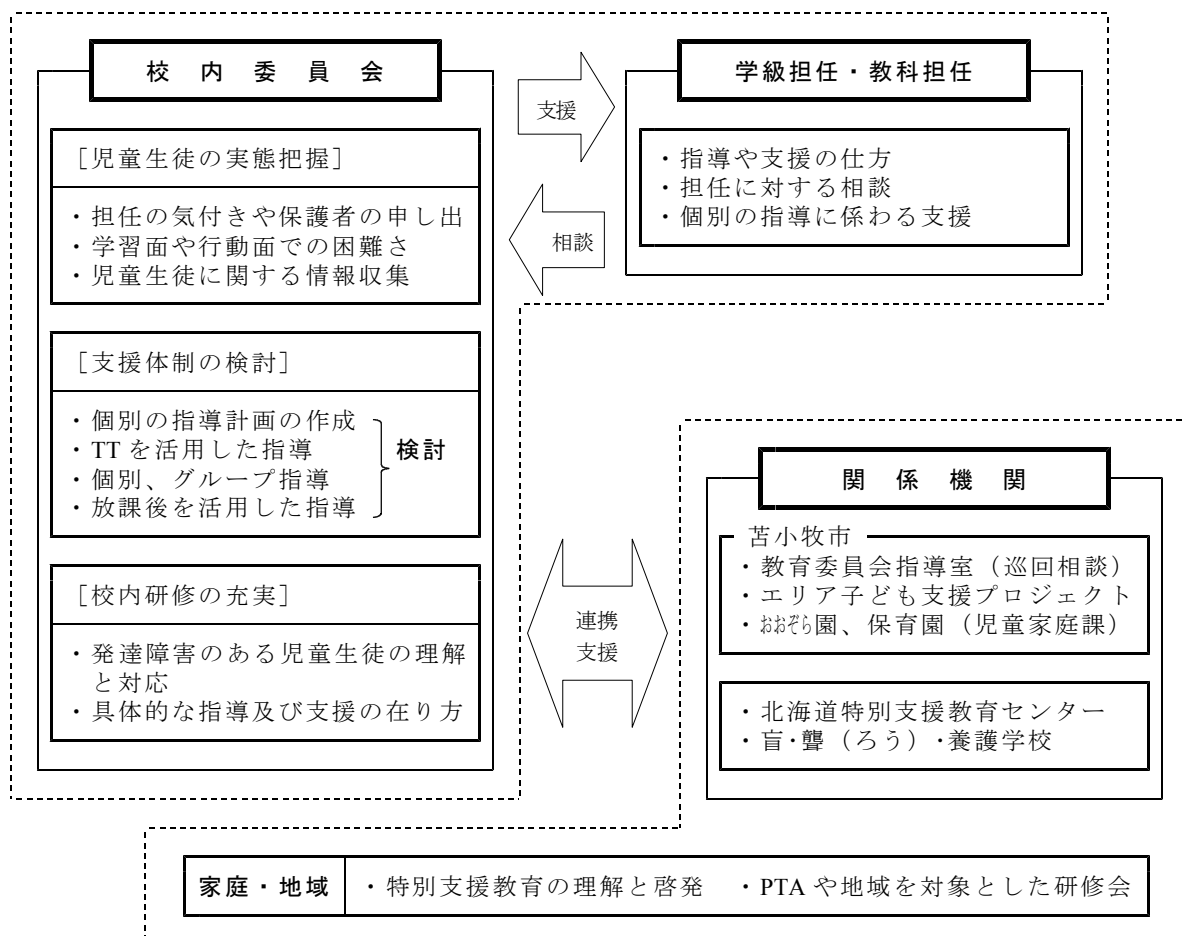 校内委員会
[児童生徒の実態把握]
・担任の気付きや保護者の申し出
・学習面や行動面での困難さ
・児童生徒に関する情報収集
[支援体制の検討]
・個別の指導計画の作成
・TTを活用した指導
・個別、グループ指導
・放課後を活用した指導
検討
[校内研修の充実]
・発達障害のある児童生徒の理解
と対応
・具体的な指導及び支援の在り方
支援
相談
学級担任・教科担任
・指導や支援の仕方
・担任に対する相談
・個別の指導に係わる支援
連携
支援
関係機関
苫小牧市
・教育委員会指導室（巡回相談）
・エリア子ども支援プロジェクト
・おおぞら園、保育園（児童家庭課）
・北海道特別支援教育センター
・盲・聾（ろう）・養護学校
家庭・地域
・特別支援教育の理解と啓発 ・PTAや地域を対象とした研修会